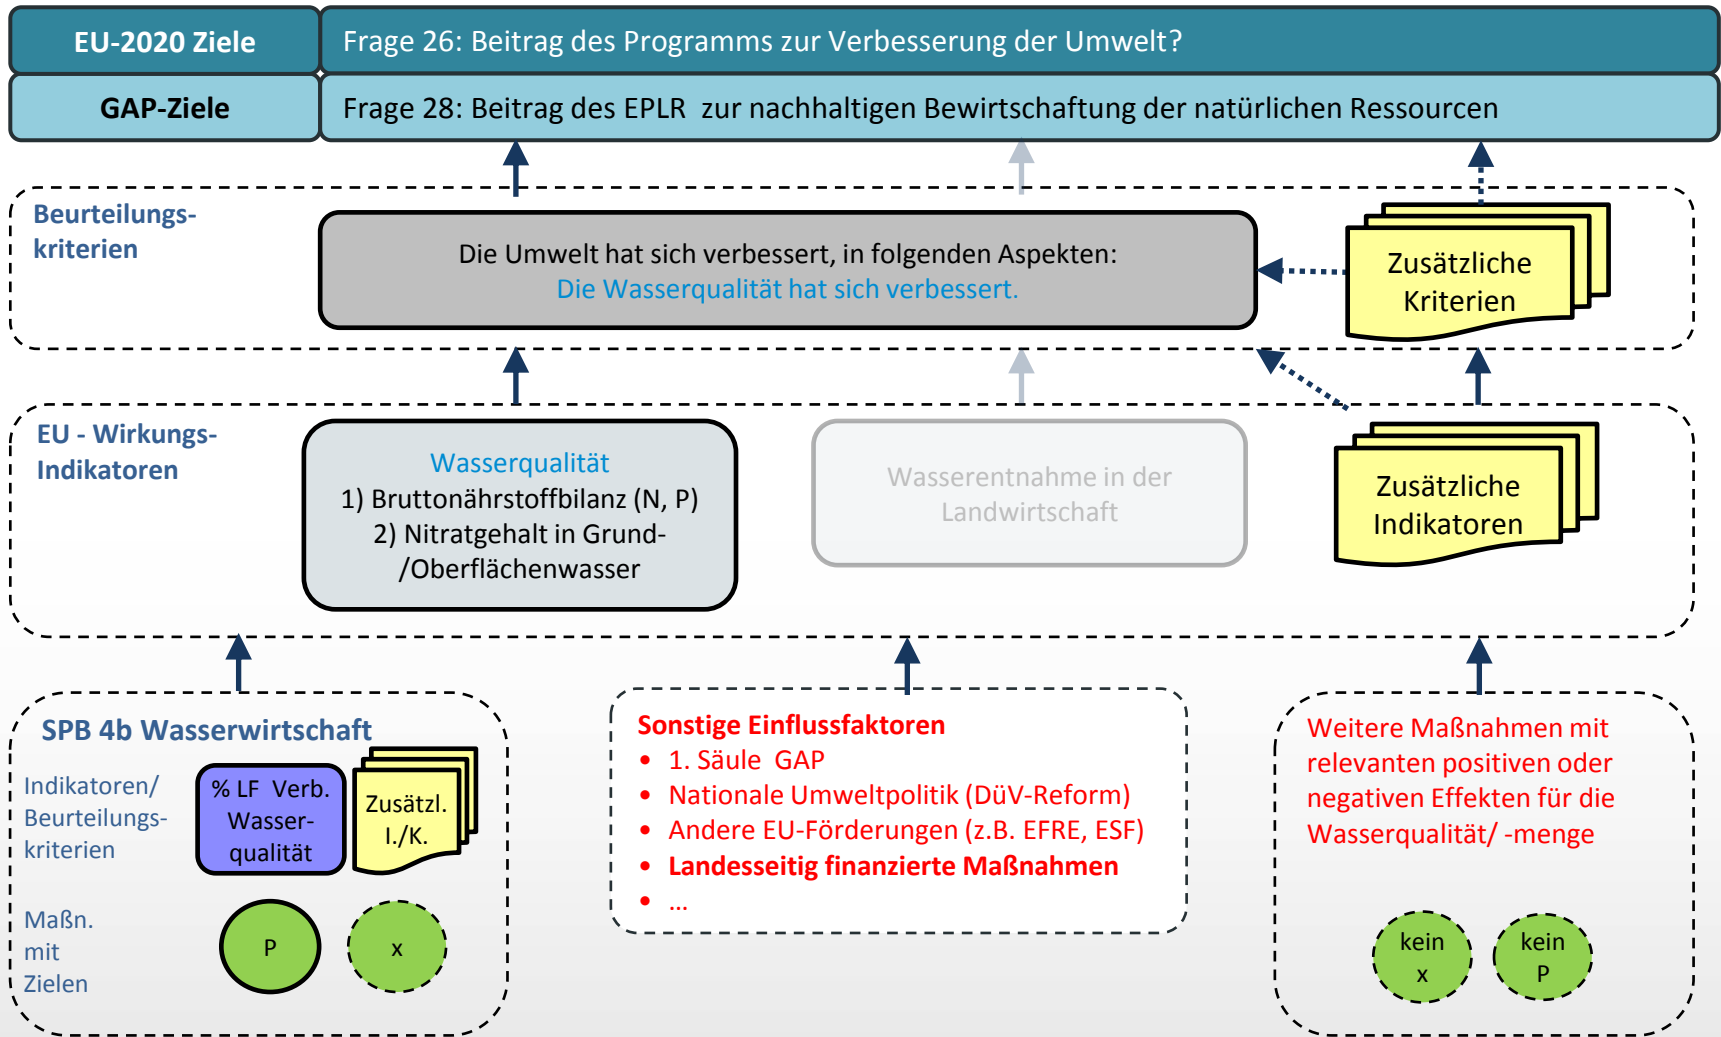 EU-2020 Ziele
Frage 26: Beitrag des Programms zur Verbesserung der Umwelt?
GAP-Ziele
Frage 28: Beitrag des EPLR  zur nachhaltigen Bewirtschaftung der natürlichen Ressourcen
Beurteilungs-
kriterien
Die Umwelt hat sich verbessert, in folgenden Aspekten:
Die Wasserqualität hat sich verbessert.
Zusätzliche
Kriterien
EU - Wirkungs-
Indikatoren
Wasserqualität
1) Bruttonährstoffbilanz (N, P)
2) Nitratgehalt in Grund-
/Oberflächenwasser
Wasserentnahme in der
Landwirtschaft
Zusätzliche
Indikatoren
SPB 4b Wasserwirtschaft
Indikatoren/
Beurteilungs-
kriterien
% LF  Verb.
Wasser-
qualität
Zusätzl.
I./K.
Maßn.
mit
Zielen
P
x
Sonstige Einflussfaktoren
• 1. Säule  GAP
• Nationale Umweltpolitik (DüV-Reform)
• Andere EU-Förderungen (z.B. EFRE, ESF)
• Landesseitig finanzierte Maßnahmen
• ...
Weitere Maßnahmen mit
relevanten positiven oder
negativen Effekten für die
Wasserqualität/ -menge
kein
x
kein
P